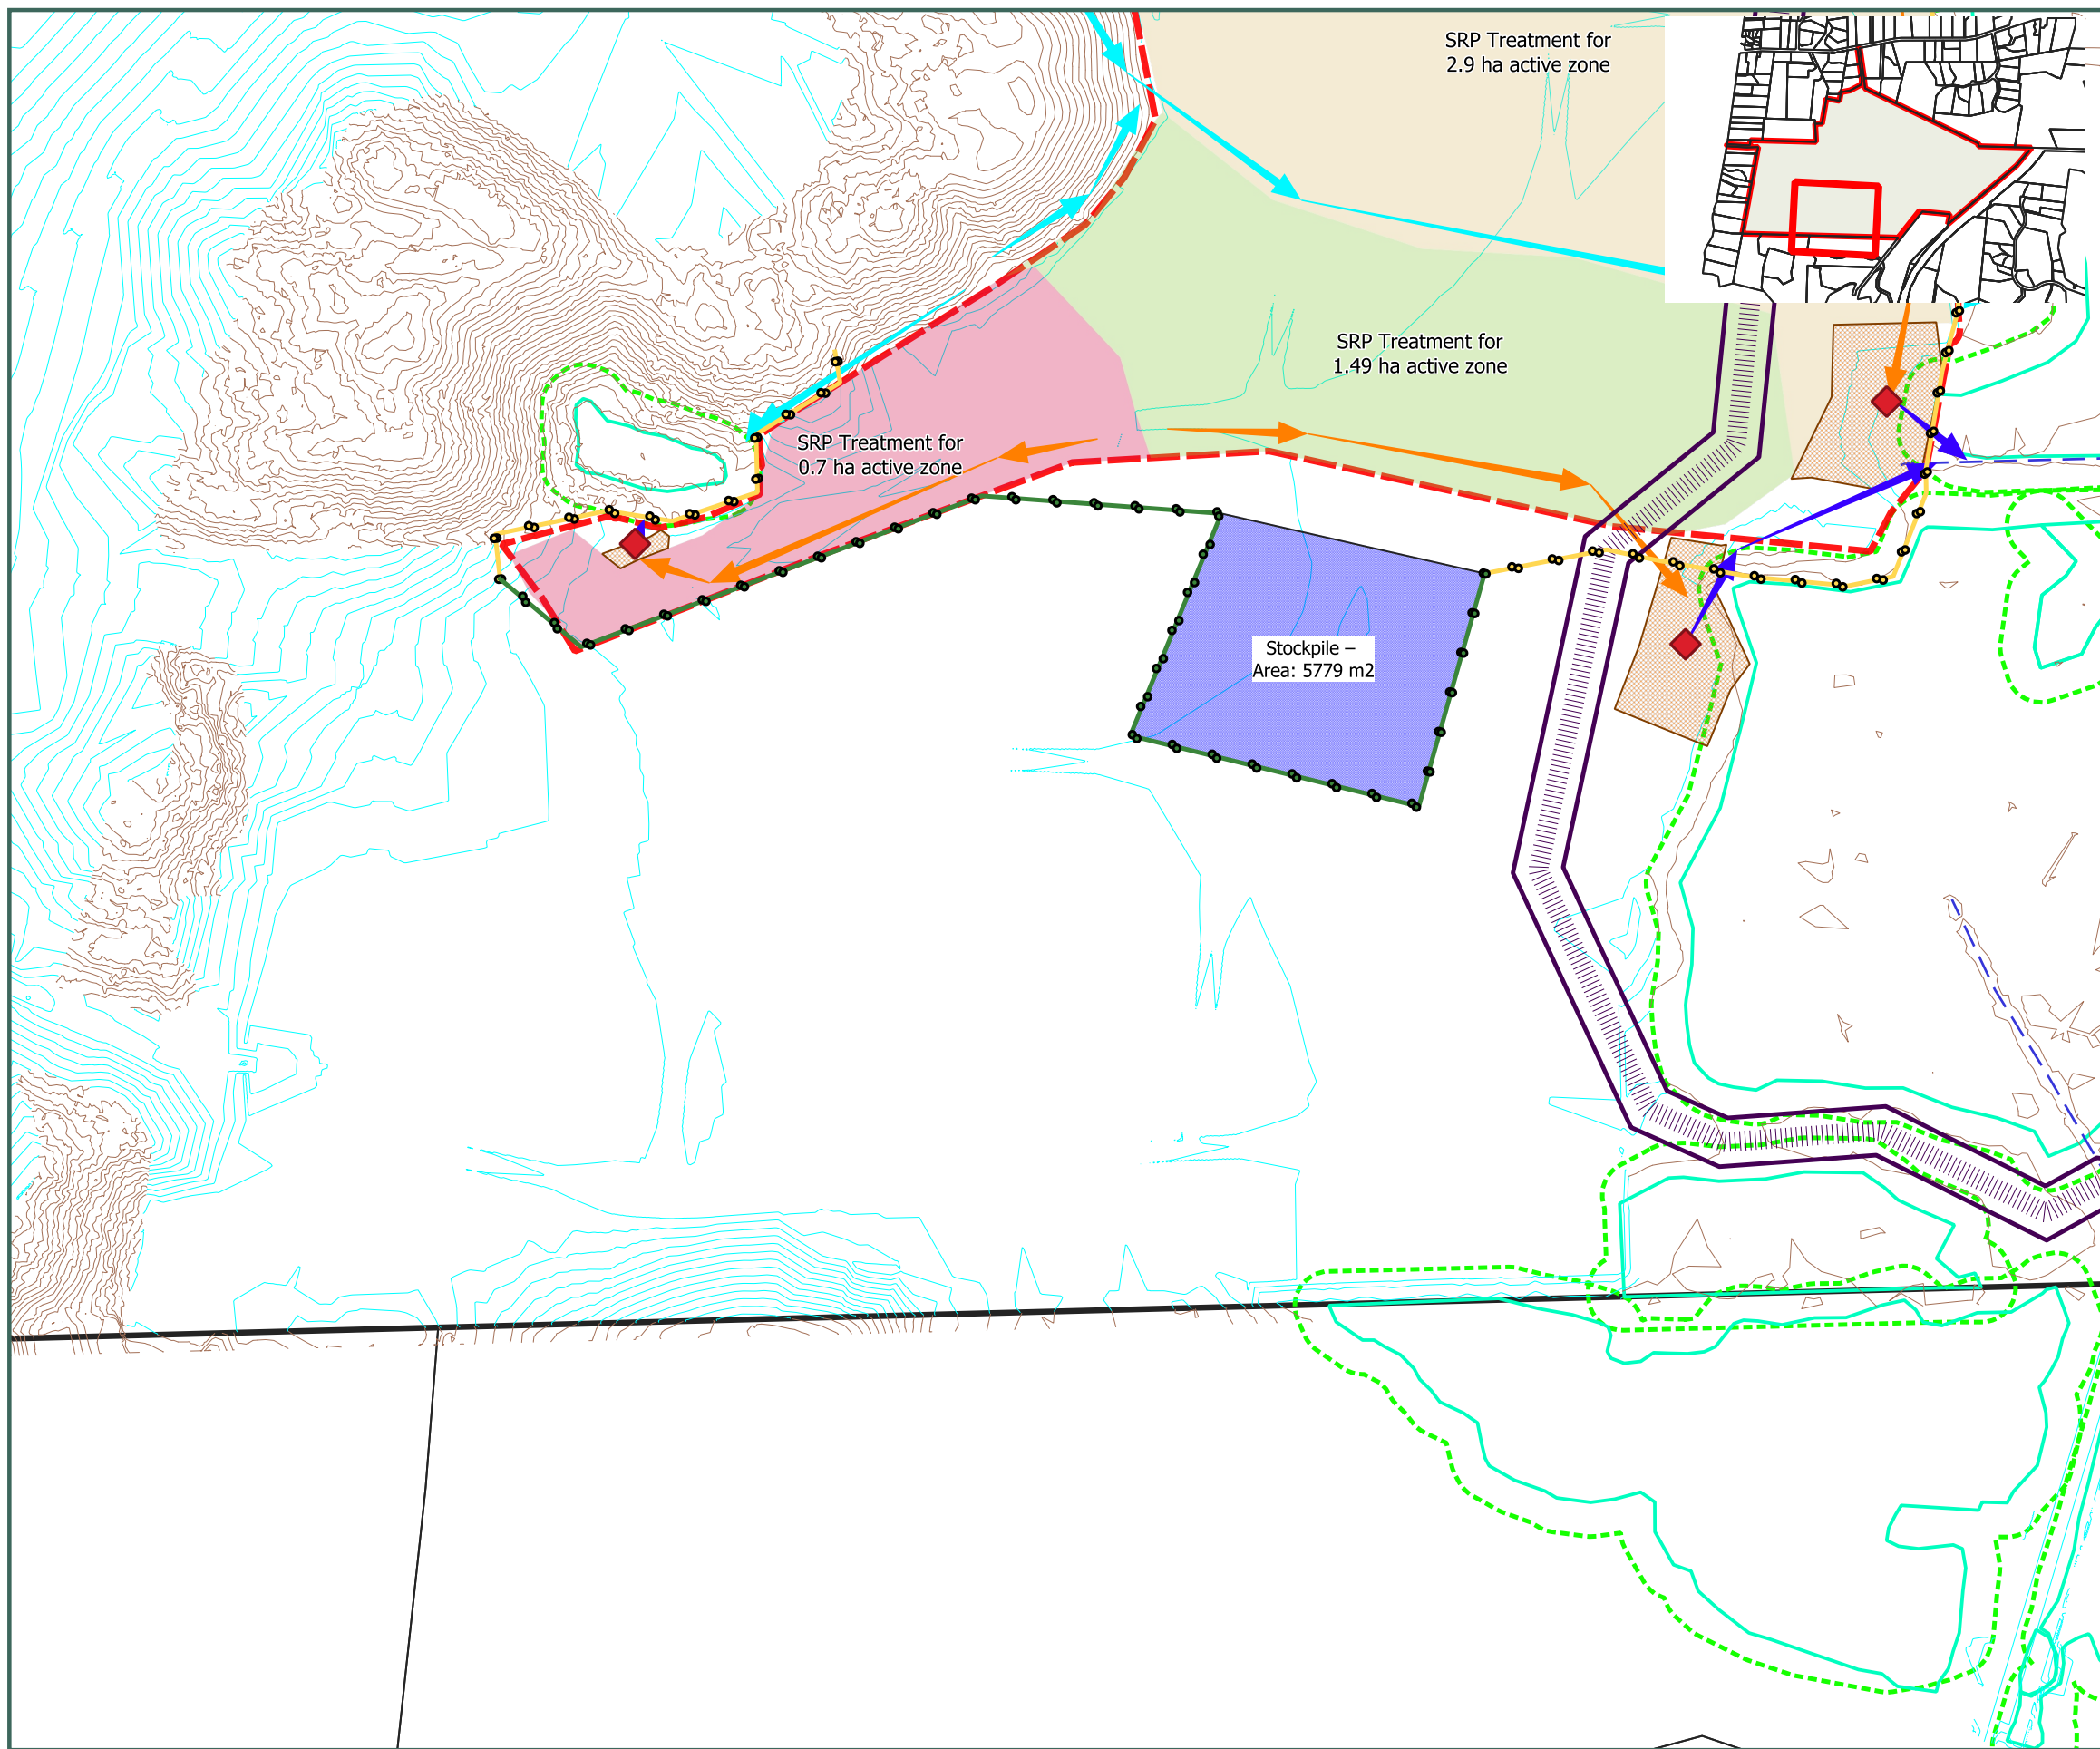 SRP Treatment for
2.9 ha active zone
SRP Treatment for
1.49 ha active zone
SRP Treatment for
0.7 ha active zone
Stockpile –
Area: 5779 m2